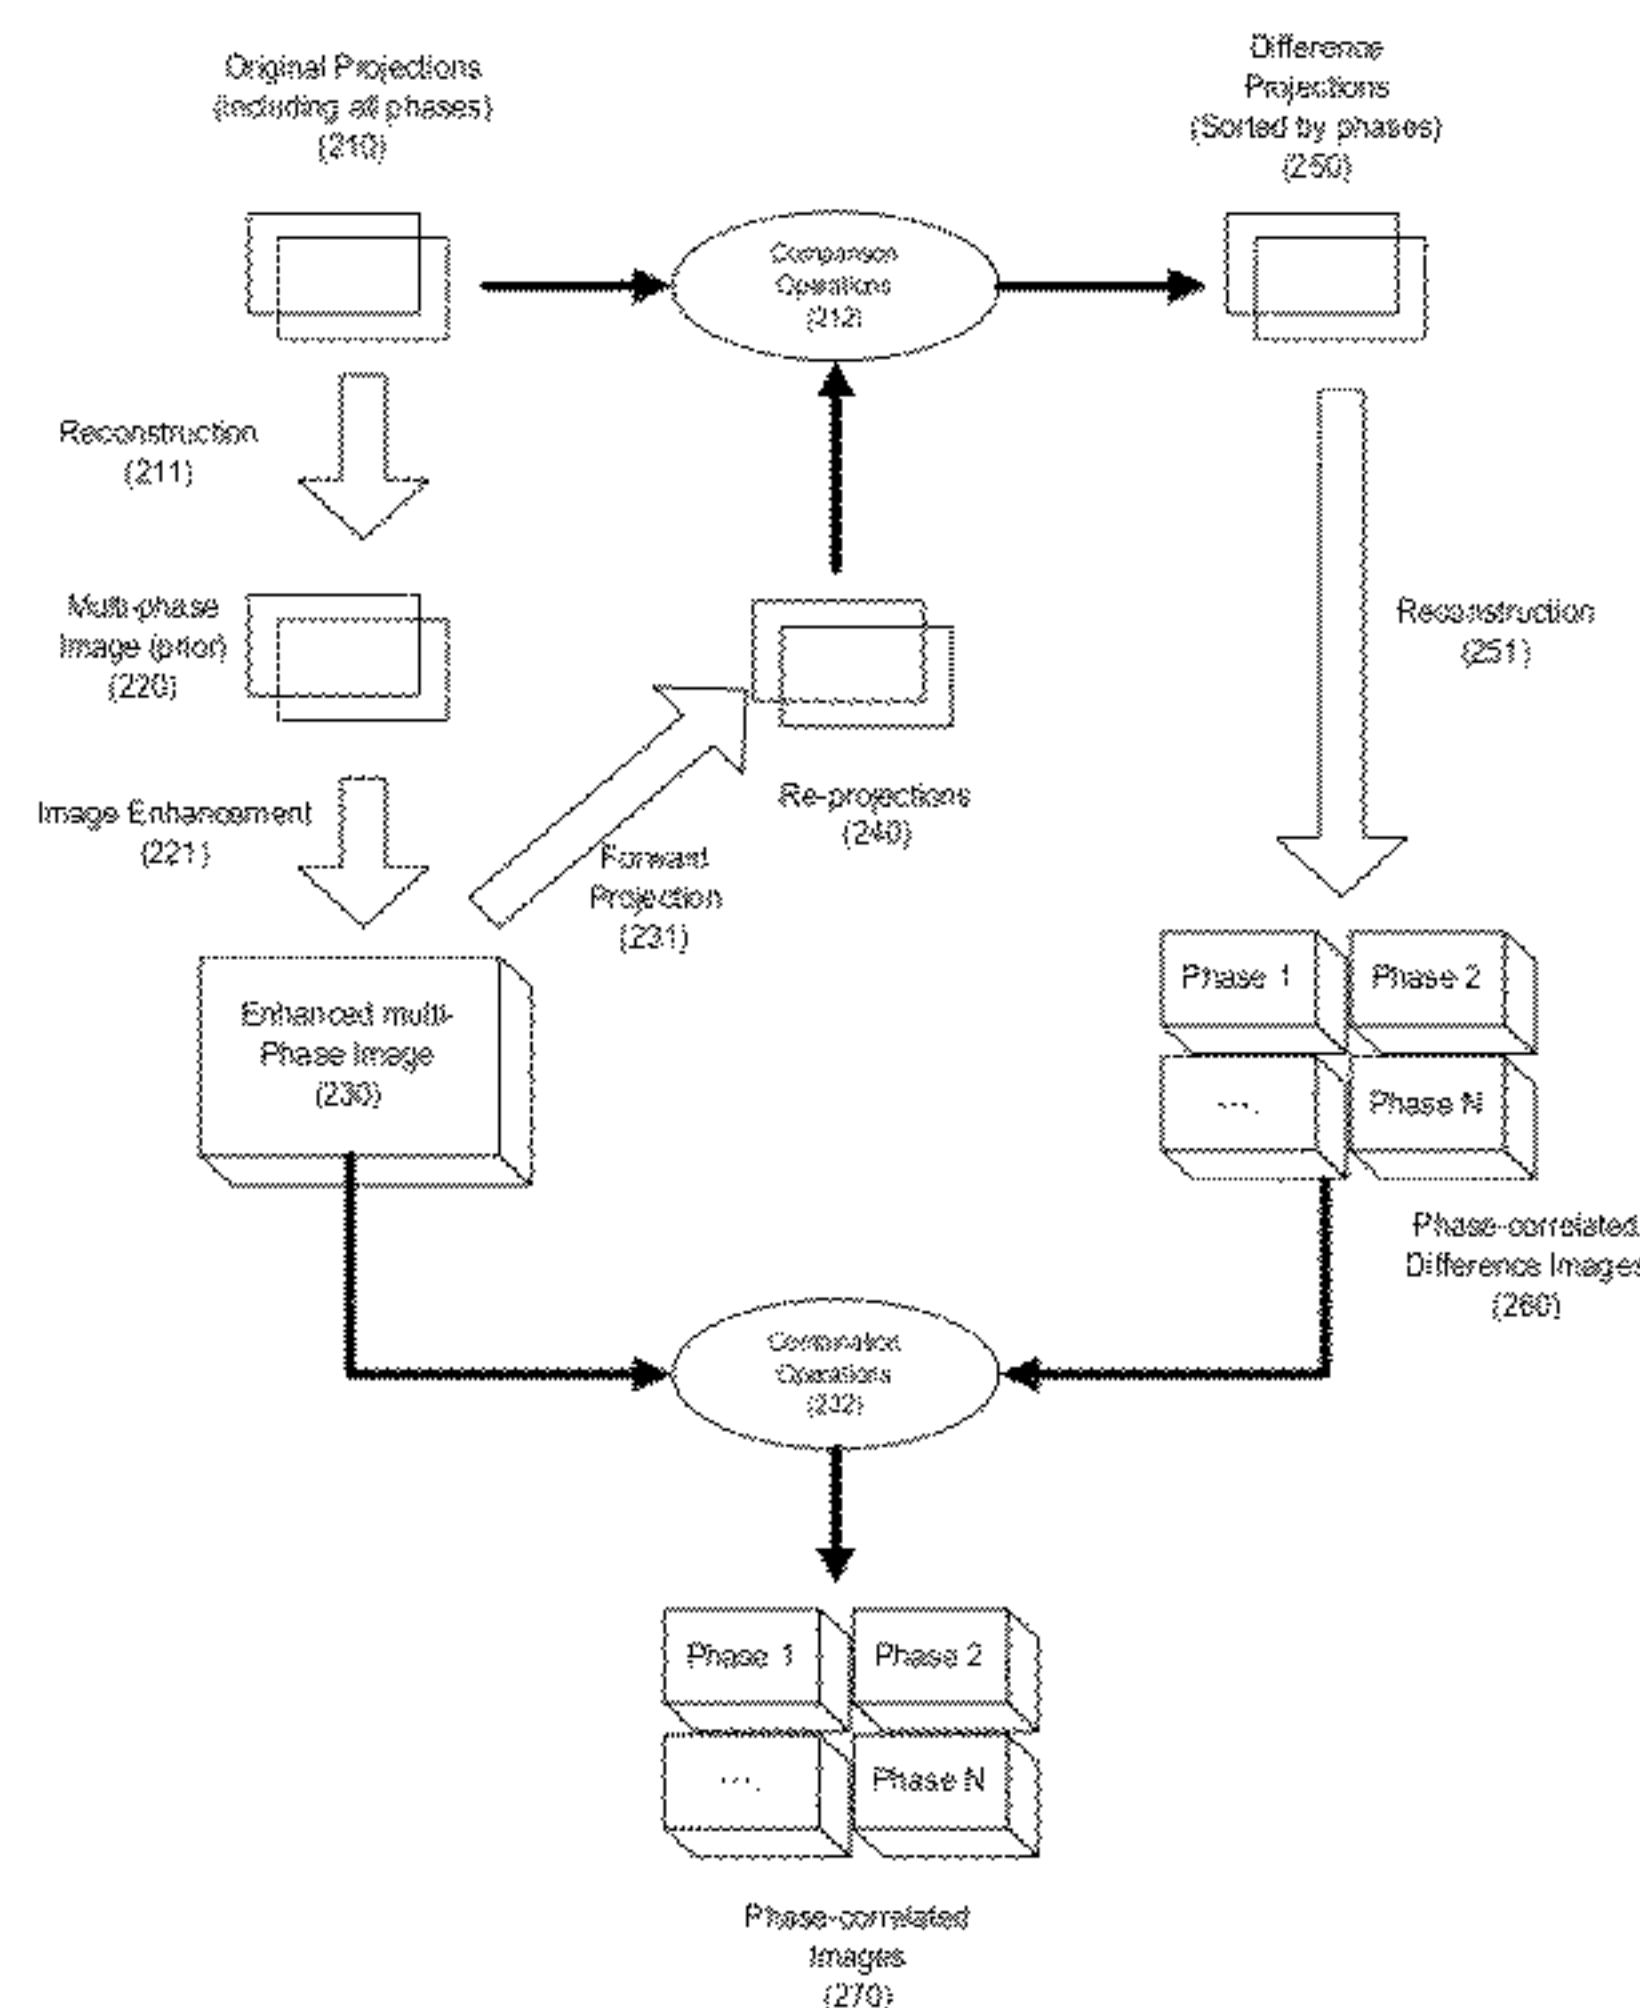 Original Projections
(including all phases)
(210)
Difference
Projections
(Sorted by phases)
(250)
Comparison
Operations
(212)
Reconstruction
(211)
Multi-phase
Image (prior)
(220)
Reconstruction
(251)
Image Enhancement
(221)
Re-projections
(240)
Forward
Projection
(231)
Enhanced multi-
Phase Image
(230)
Phase 1
Phase 2
....
Phase N
Phase-correlated
Difference Images
(260)
Combination
Operations
(232)
Phase 1
Phase 2
....
Phase N
Phase-correlated
Images
(270)